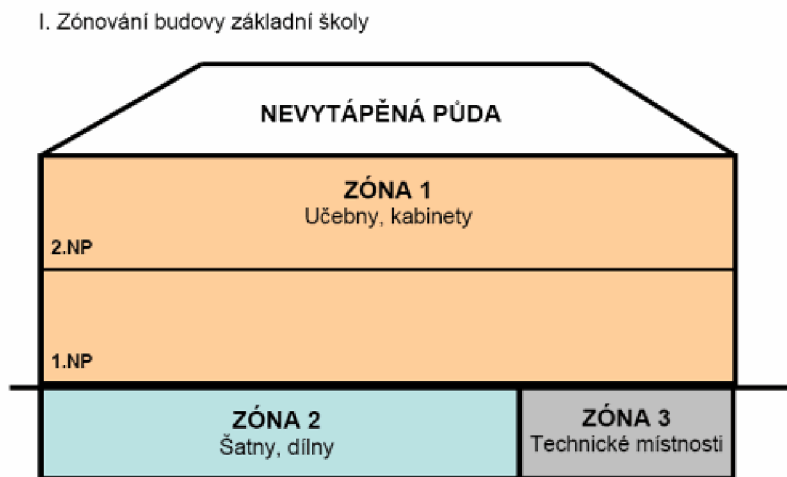 I. Zónování budovy základní školy
NEVYTÁPĚNÁ PŮDA
ZÓNA 1
Učebny, kabinety
2.NP
1.NP
ZÓNA 2
Šatny, dílny
ZÓNA 3
Technické místnosti